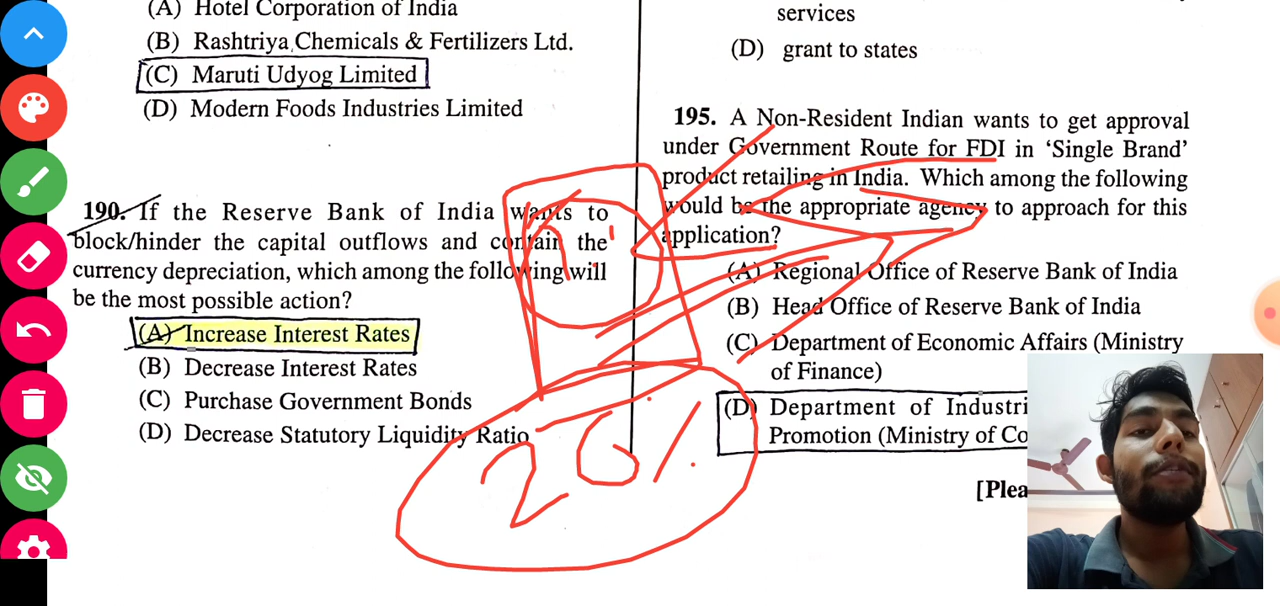 (A) Hotel Corporation of India
(B) Rashtriya Chemicals & Fertilizers Ltd.
(C) Maruti Udyog Limited
(D) Modern Foods Industries Limited
190. If the Reserve Bank of India wants to
block/hinder the capital outflows and contain the
currency depreciation, which among the following will
be the most possible action?
(A) Increase Interest Rates
(B) Decrease Interest Rates
(C) Purchase Government Bonds
(D) Decrease Statutory Liquidity Ratio
services
(D) grant to states
195. A Non-Resident Indian wants to get approval
under Government Route for FDI in ‘Single Brand’
product retailing in India. Which among the following
would be the appropriate agency to approach for this
application?
(A) Regional Office of Reserve Bank of India
(B) Head Office of Reserve Bank of India
(C) Department of Economic Affairs (Ministry
of Finance)
(D) Department of Industri
Promotion (Ministry of Co
[Plea